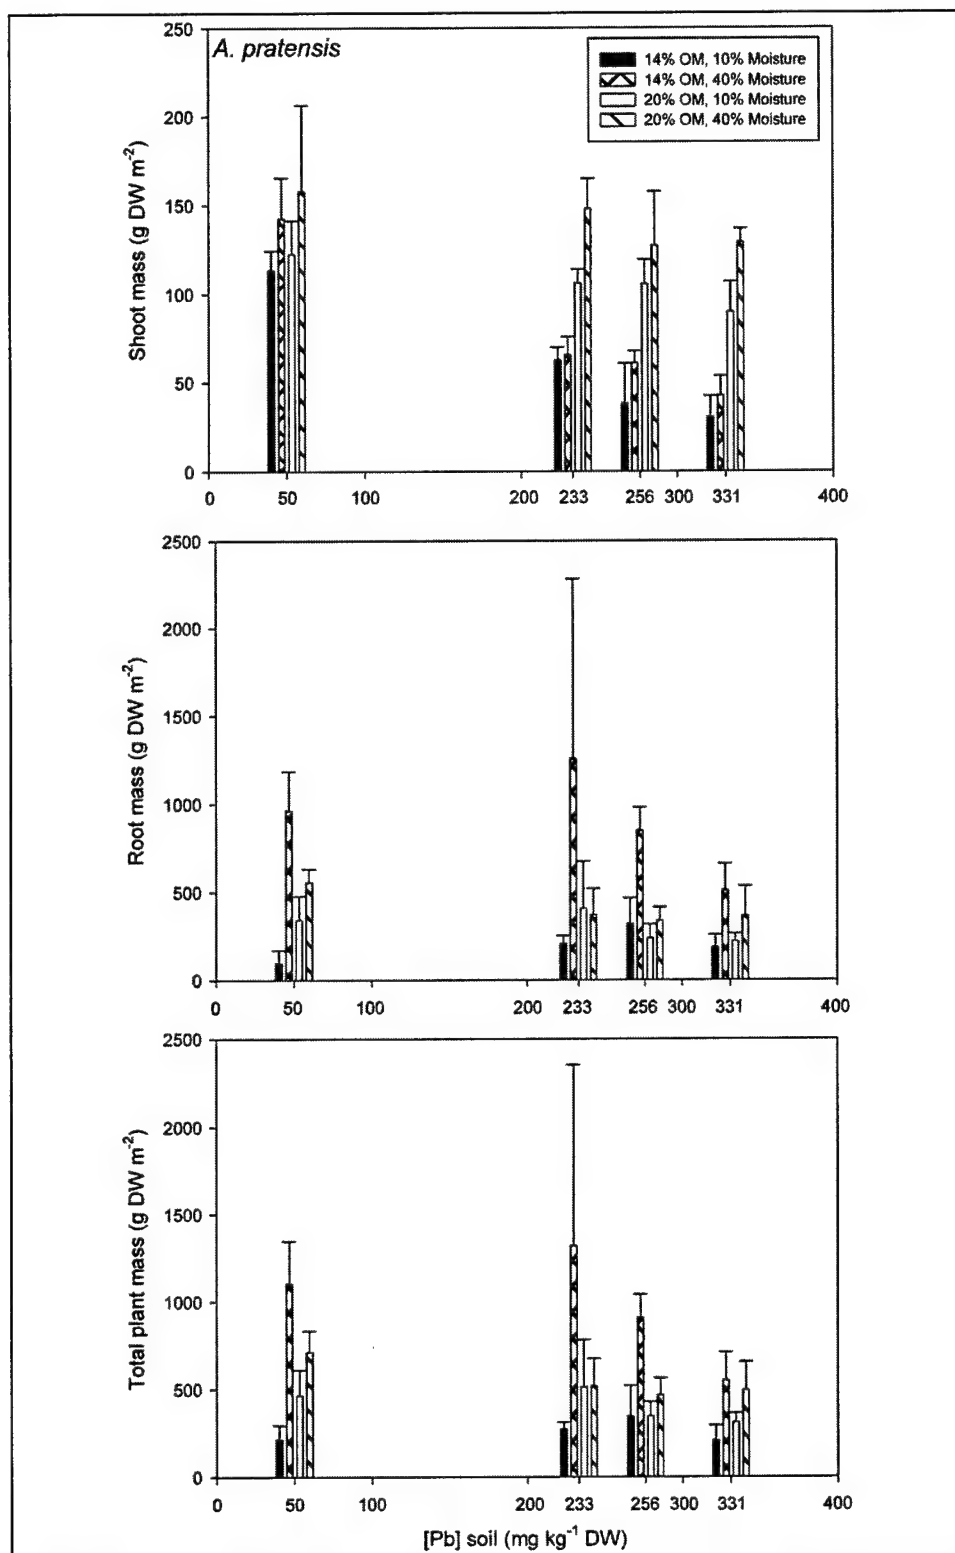 A. pratensis
14% OM, 10% Moisture
14% OM, 40% Moisture
20% OM, 10% Moisture
20% OM, 40% Moisture
250
200
150
100
50
0
Shoot mass (g DW m⁻²)
0 50 100 200 233 256 300 331 400
2500
2000
1500
1000
500
0
Root mass (g DW m⁻²)
0 50 100 200 233 256 300 331 400
2500
2000
1500
1000
500
0
Total plant mass (g DW m⁻²)
0 50 100 200 233 256 300 331 400
[Pb] soil (mg kg⁻¹ DW)